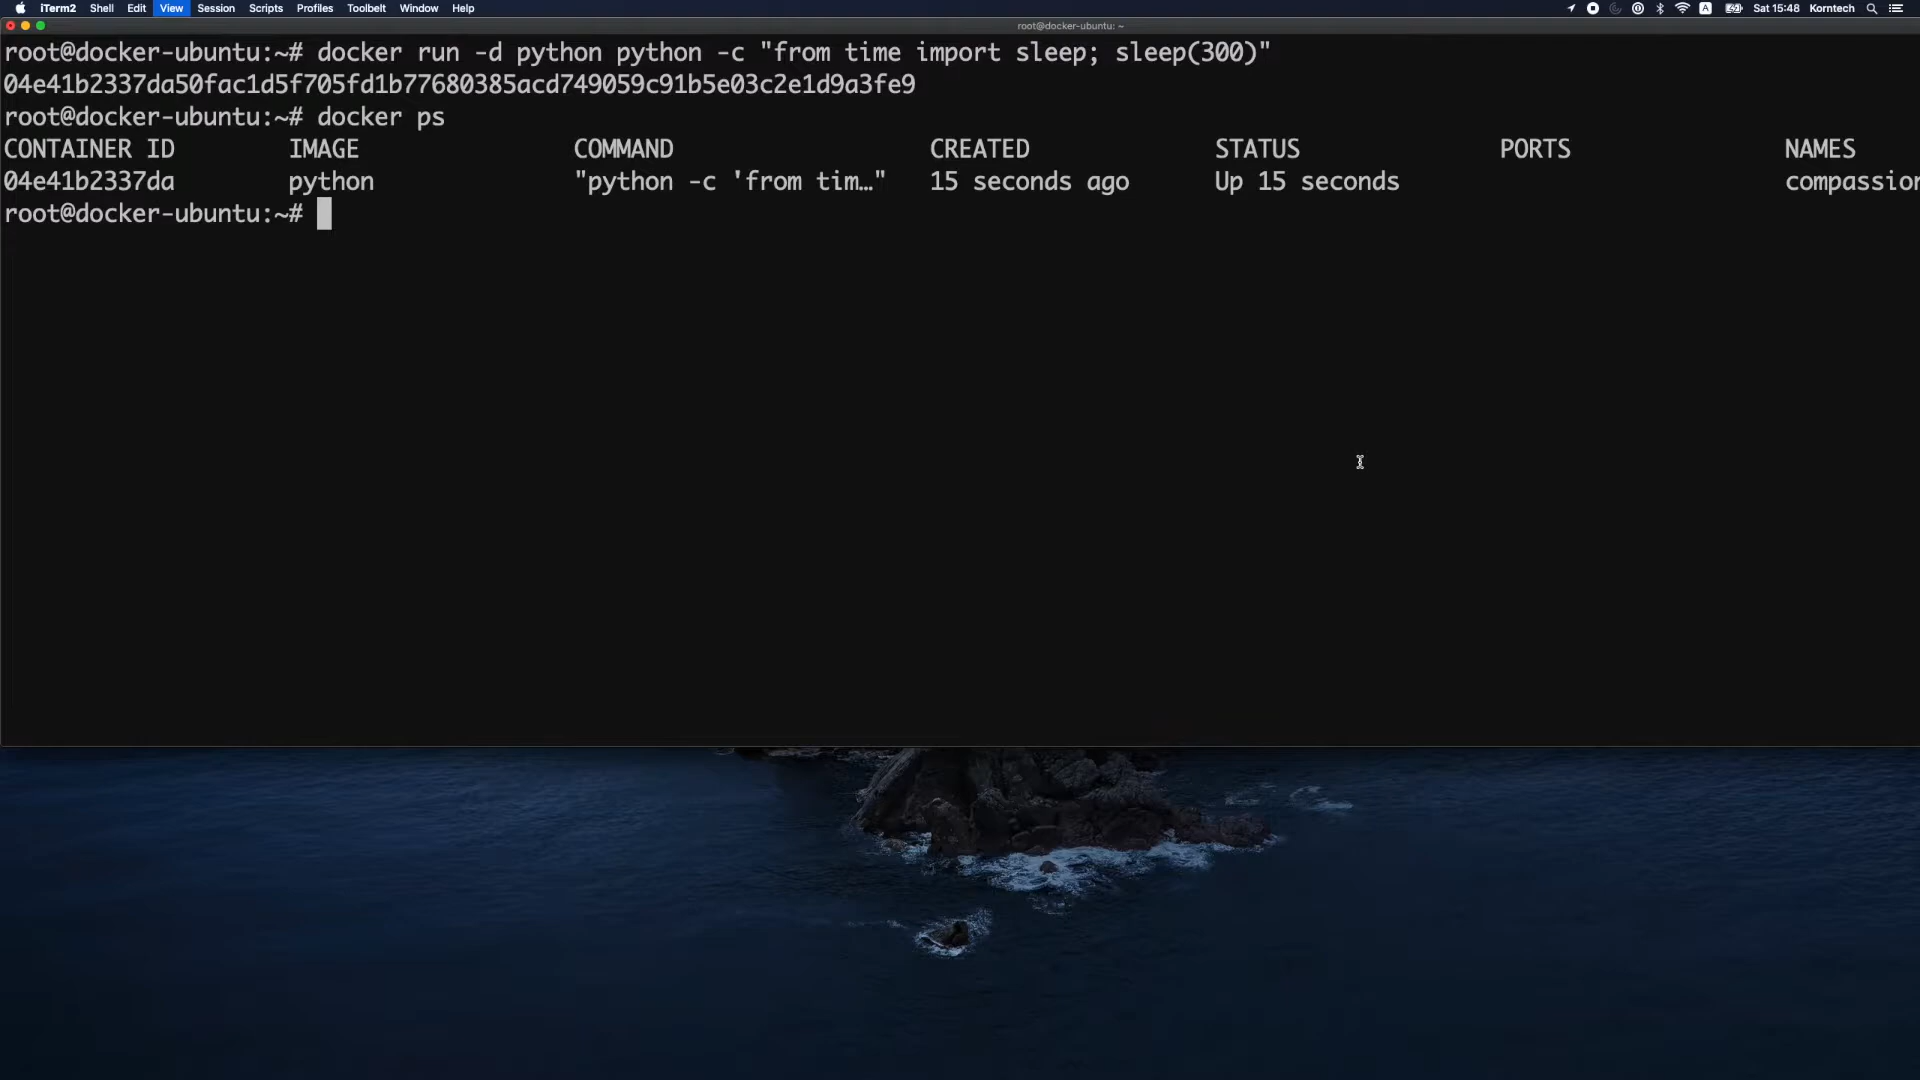 iTerm2 Shell Edit View Session Scripts Profiles Toolbelt Window Help Sat 15:48 Korntech
root@docker-ubuntu: ~
root@docker-ubuntu:~# docker run -d python python -c "from time import sleep; sleep(300)"
04e41b2337da50fac1d5f705fd1b77680385acd749059c91b5e03c2e1d9a3fe9
root@docker-ubuntu:~# docker ps
CONTAINER ID IMAGE COMMAND CREATED STATUS PORTS NAMES
04e41b2337da python "python -c 'from tim…" 15 seconds ago Up 15 seconds compassion
root@docker-ubuntu:~#